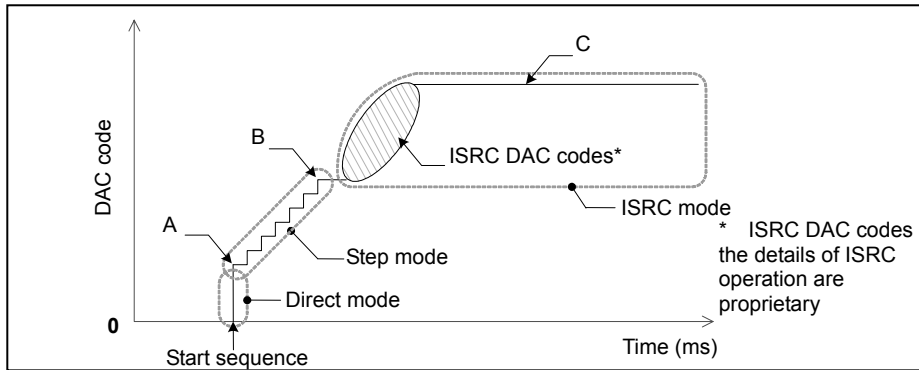 C
B
ISRC DAC codes*
DAC code
ISRC mode
A
* ISRC DAC codes
the details of ISRC
operation are
proprietary
Step mode
Direct mode
0
Time (ms)
Start sequence